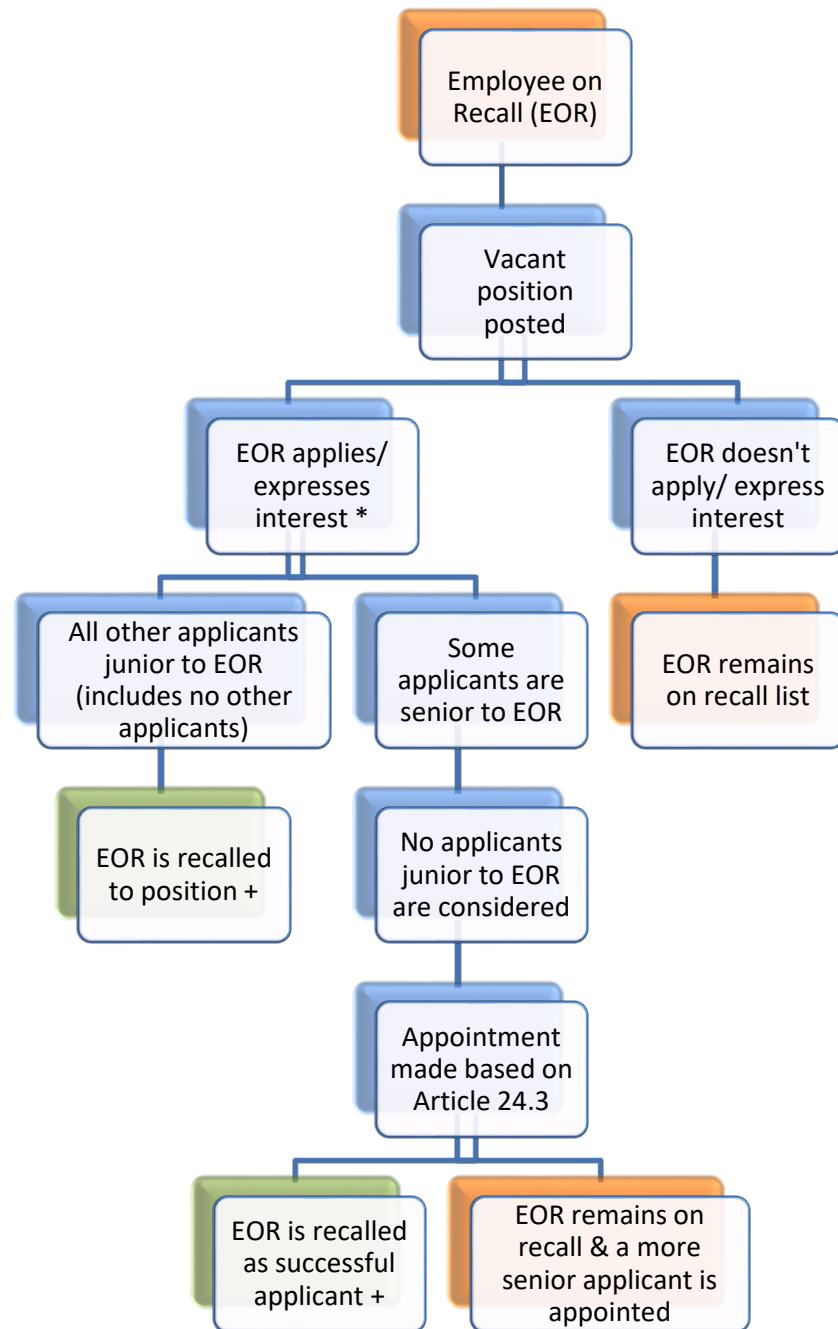 Employee on
Recall (EOR)
Vacant
position
posted
EOR applies/
expresses
interest *
EOR doesn't
apply/ express
interest
All other applicants
junior to EOR
(includes no other
applicants)
Some
applicants are
senior to EOR
EOR remains
on recall list
EOR is recalled
to position +
No applicants
junior to EOR
are considered
Appointment
made based on
Article 24.3
EOR is recalled
as successful
applicant +
EOR remains on
recall & a more
senior applicant is
appointed